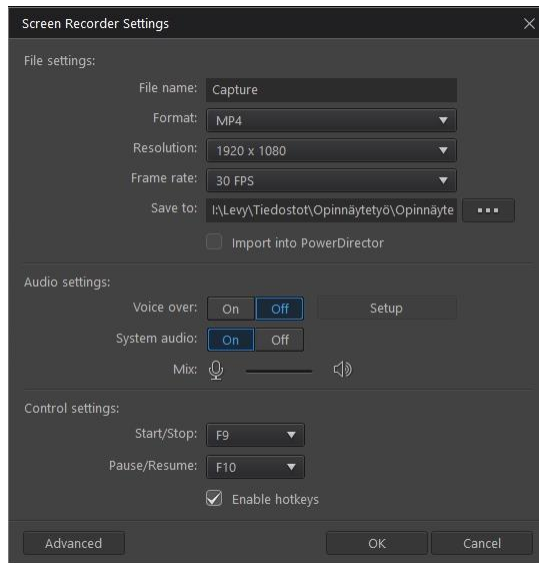 Screen Recorder Settings
File settings:
File name: Capture
Format: MP4
Resolution: 1920 x 1080
Frame rate: 30 FPS
Save to: I:\Levy\Tiedostot\Opinnäytetyö\Opinnäyte ...
Import into PowerDirector
Audio settings:
Voice over: On Off Setup
System audio: On Off
Mix:
Control settings:
Start/Stop: F9
Pause/Resume: F10
Enable hotkeys
Advanced OK Cancel